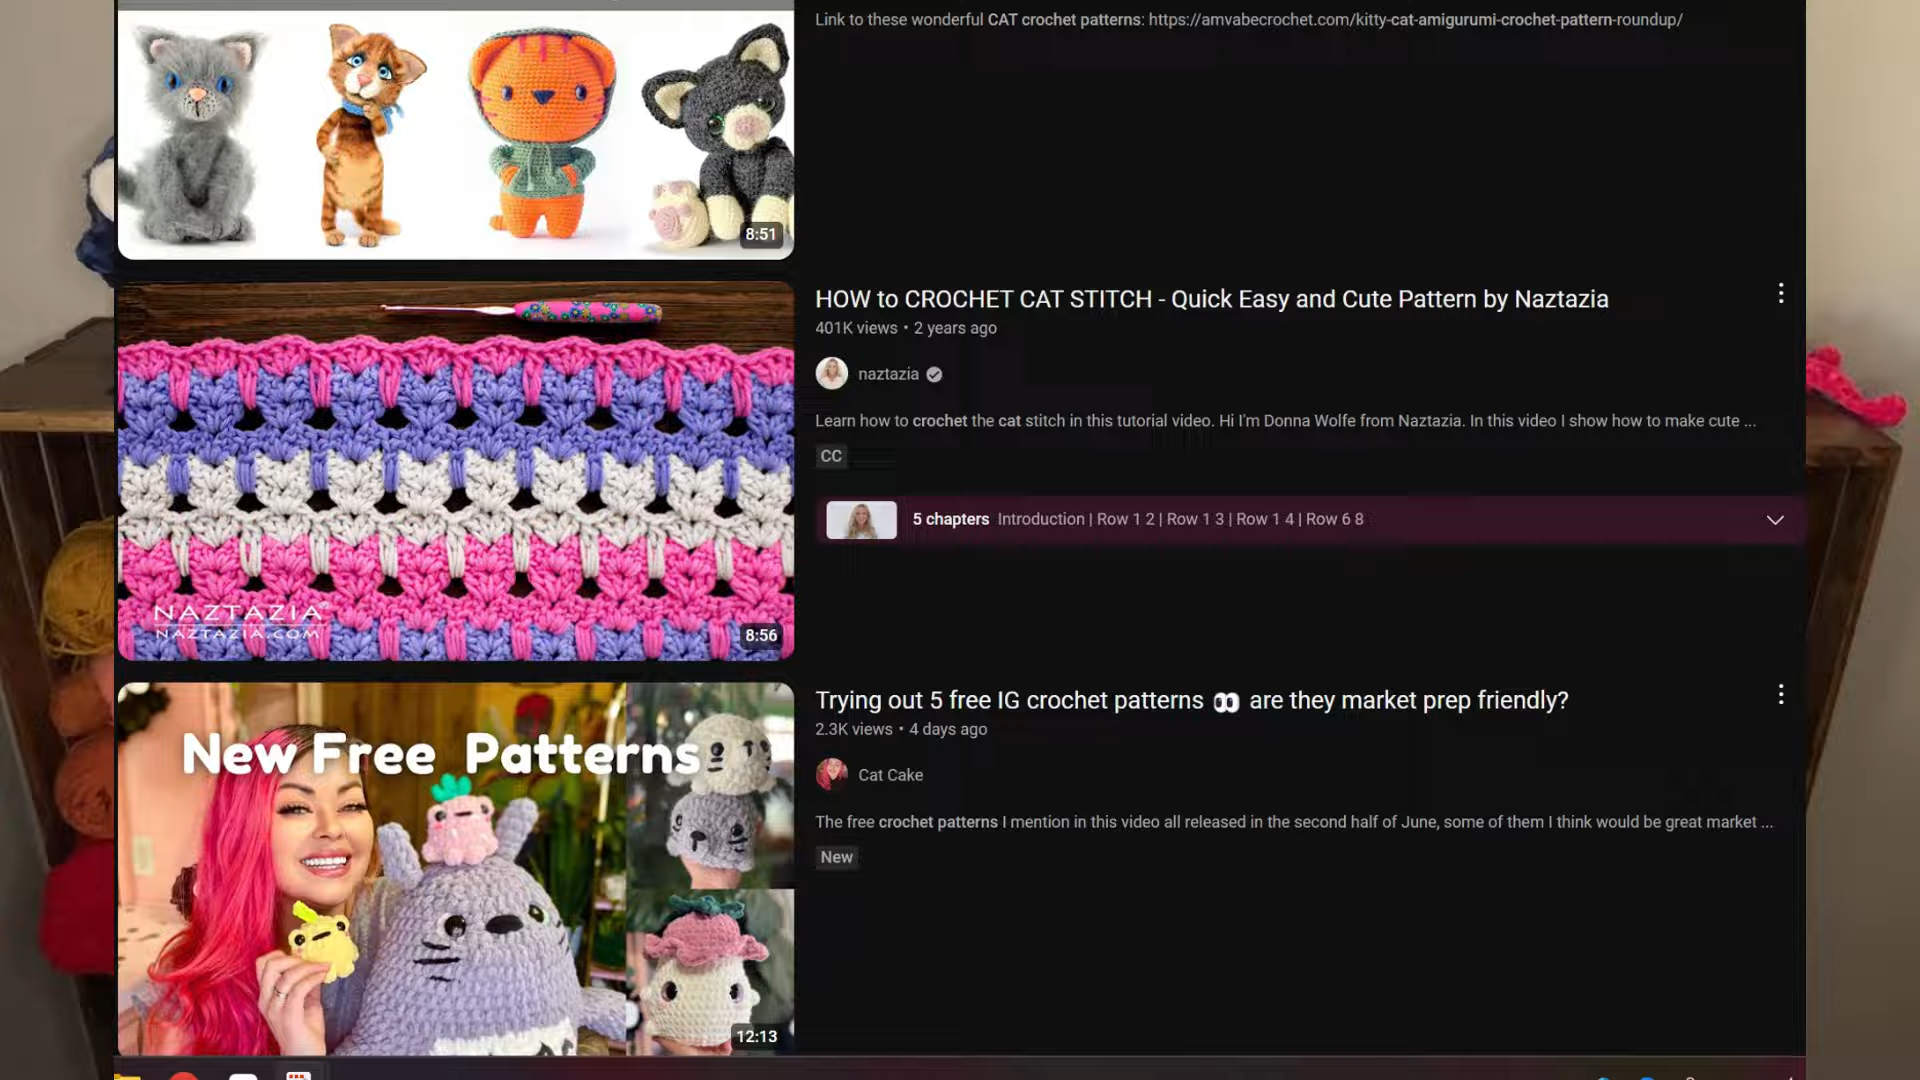 Link to these wonderful CAT crochet patterns: https://amvabecrochet.com/kitty-cat-amigurumi-crochet-pattern-roundup/
8:51
HOW to CROCHET CAT STITCH - Quick Easy and Cute Pattern by Naztazia
401K views • 2 years ago
naztazia
Learn how to crochet the cat stitch in this tutorial video. Hi I'm Donna Wolfe from Naztazia. In this video I show how to make cute ...
CC
5 chapters Introduction | Row 1 2 | Row 1 3 | Row 1 4 | Row 6 8
NAZTAZIA®
NAZTAZIA.COM
8:56
Trying out 5 free IG crochet patterns 👀 are they market prep friendly?
2.3K views • 4 days ago
New Free Patterns
Cat Cake
The free crochet patterns I mention in this video all released in the second half of June, some of them I think would be great market ...
New
12:13